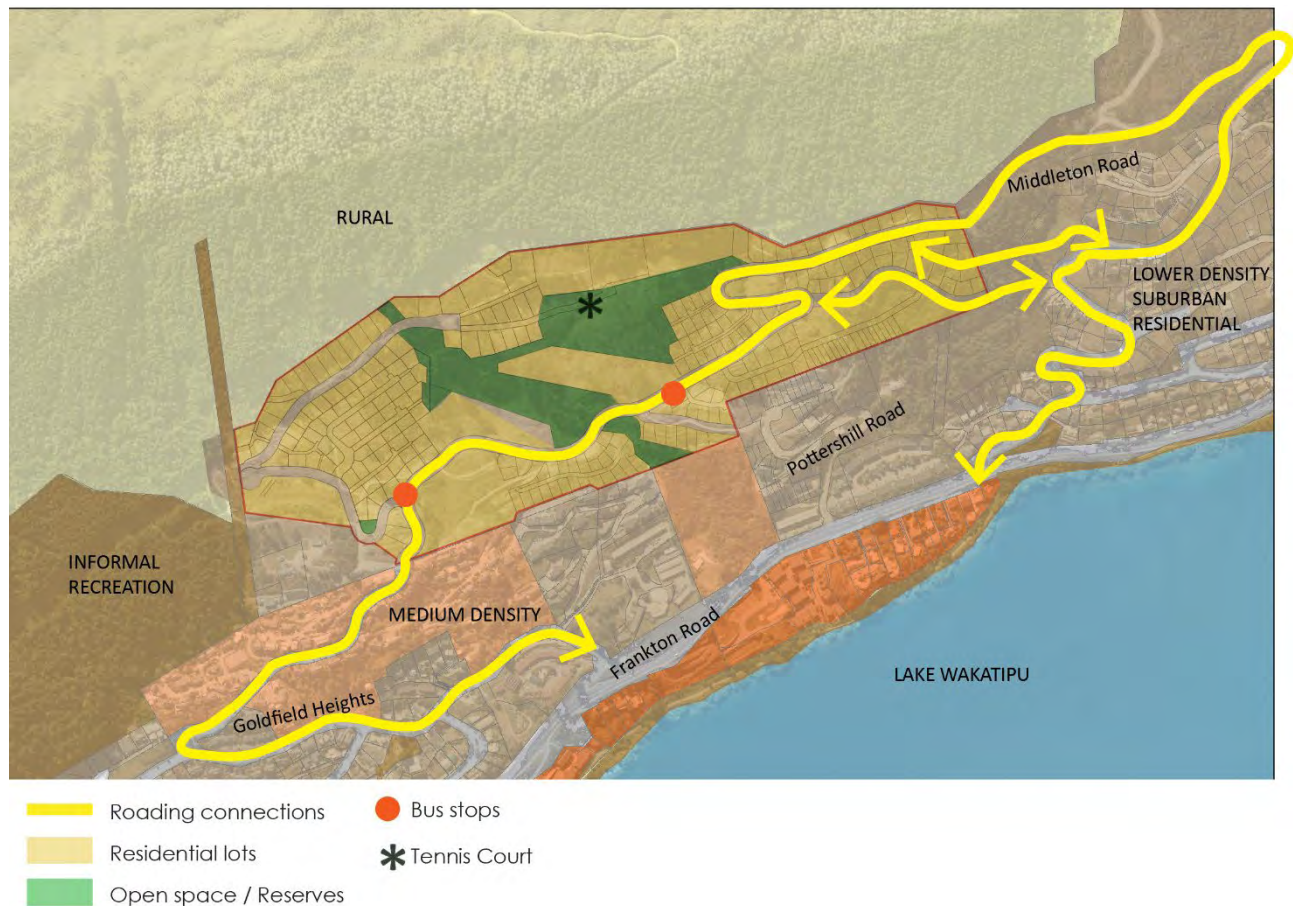 RURAL
Middleton Road
LOWER DENSITY
SUBURBAN
RESIDENTIAL
Pottershill Road
INFORMAL
RECREATION
MEDIUM DENSITY
Frankton Road
LAKE WAKATIPU
Goldfield Heights
Roading connections
Bus stops
Residential lots
Tennis Court
Open space / Reserves